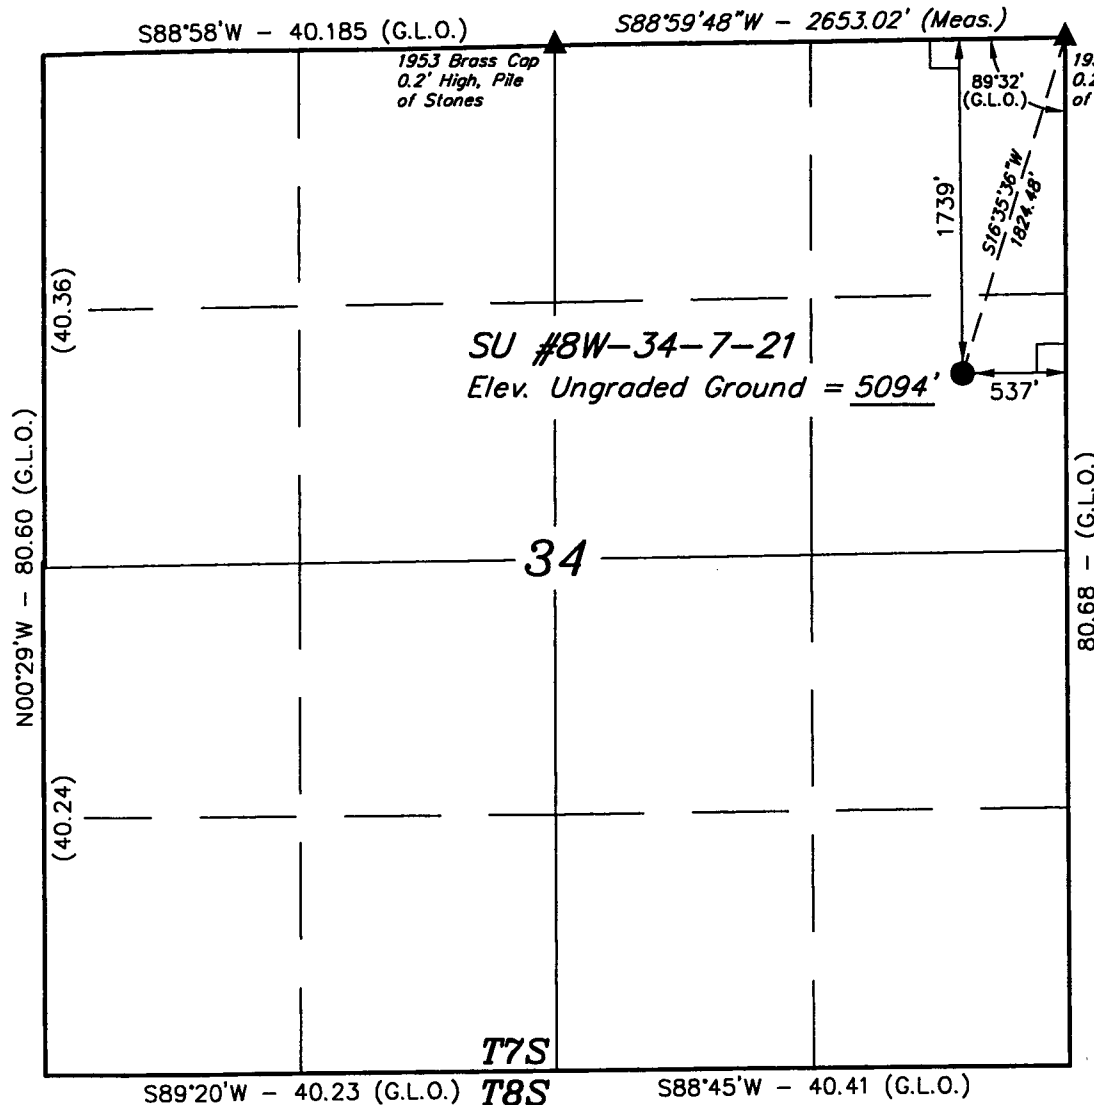 S88°58'W - 40.185 (G.L.O.)
S88°59'48"W - 2653.02' (Meas.)
1953 Brass Cap
0.2' High, Pile
of Stones
89°32'
(G.L.O.)
0.2
of
1739'
S16°35'36"W
1824.48'
(40.36)
SU #8W-34-7-21
Elev. Ungraded Ground = 5094'
537'
N00°29'W - 80.60 (G.L.O.)
80.68 - (G.L.O.)
34
(40.24)
T7S
S89°20'W - 40.23 (G.L.O.)
T8S
S88°45'W - 40.41 (G.L.O.)